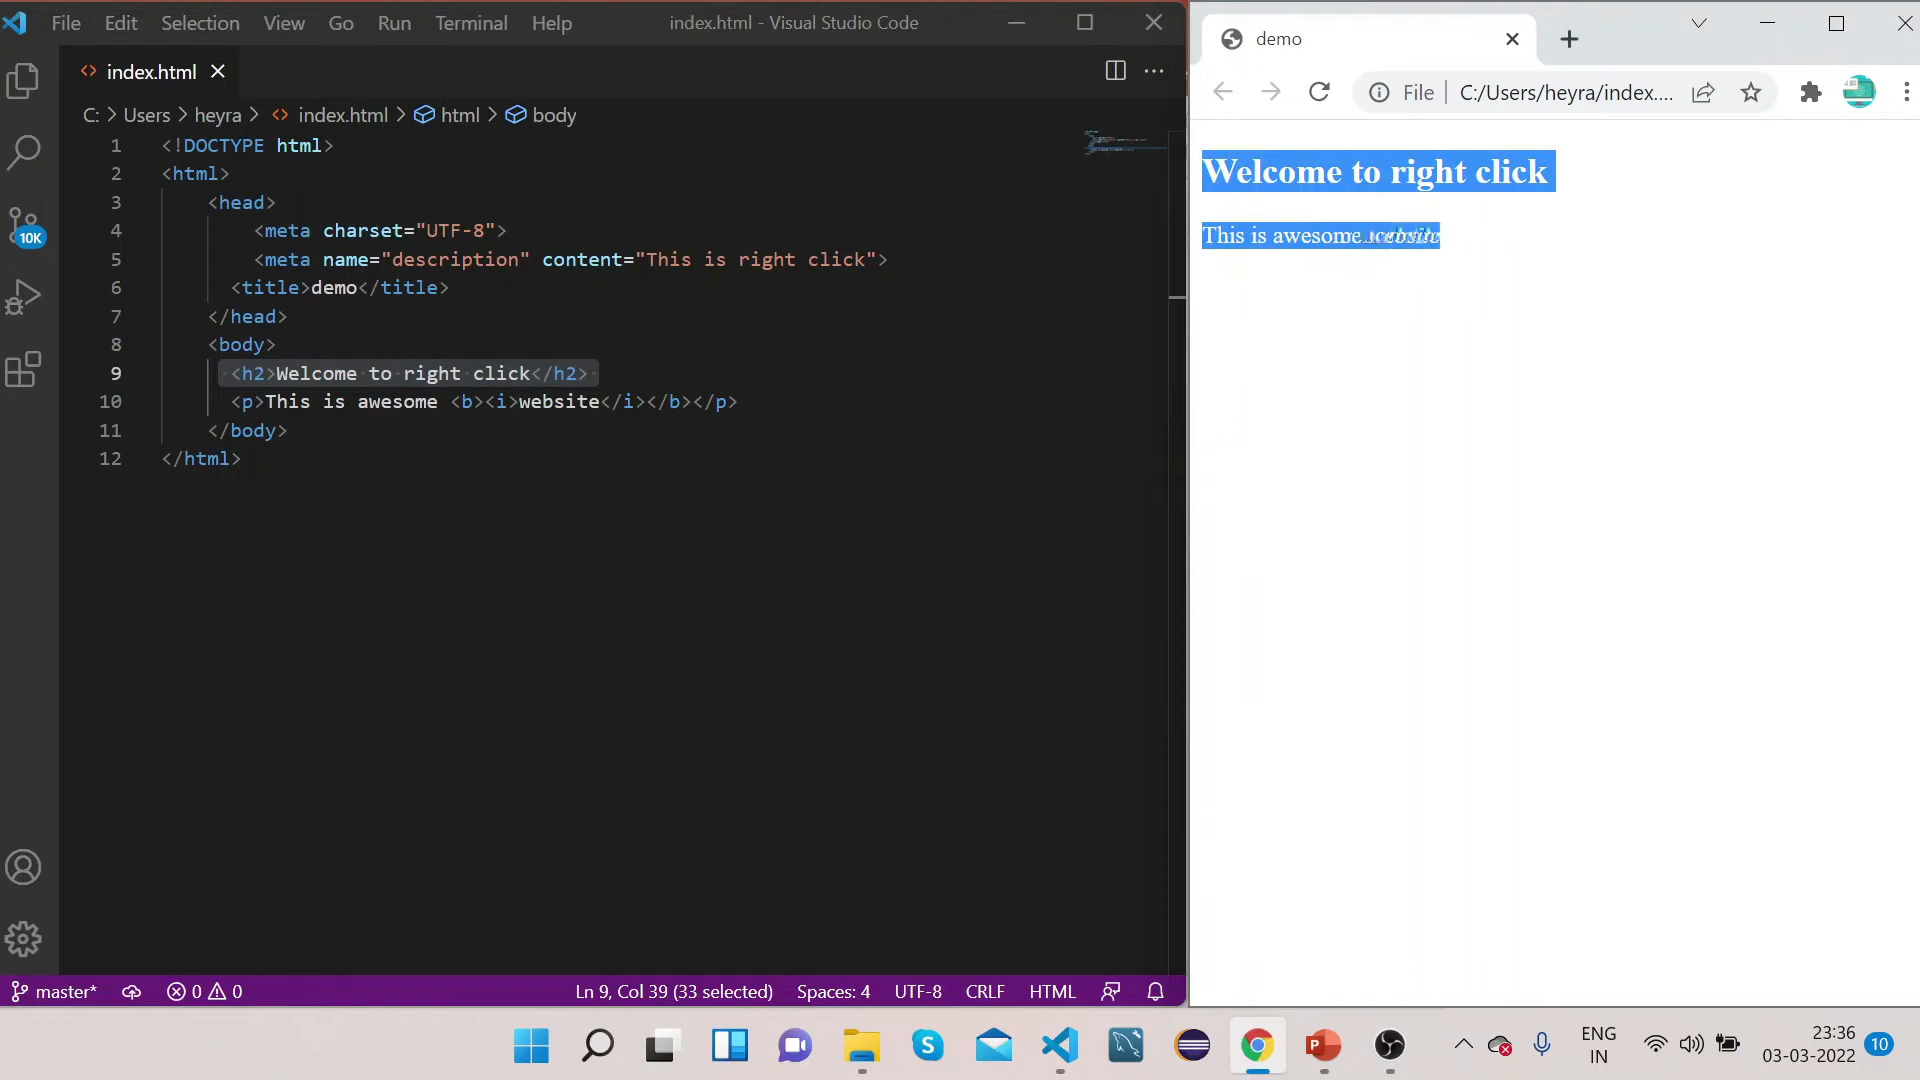 File Edit Selection View Go Run Terminal Help index.html - Visual Studio Code
index.html
C: > Users > heyra > index.html > html > body
1 <!DOCTYPE html>
2 <html>
3 <head>
4 <meta charset="UTF-8">
5 <meta name="description" content="This is right click">
6 <title>demo</title>
7 </head>
8 <body>
9 <h2>Welcome to right click</h2>
10 <p>This is awesome <b><i>website</i></b></p>
11 </body>
12 </html>
10K
master* 0 0 Ln 9, Col 39 (33 selected) Spaces: 4 UTF-8 CRLF HTML
demo
File C:/Users/heyra/index....
Welcome to right click
This is awesome
ENG
IN
23:36
03-03-2022
10